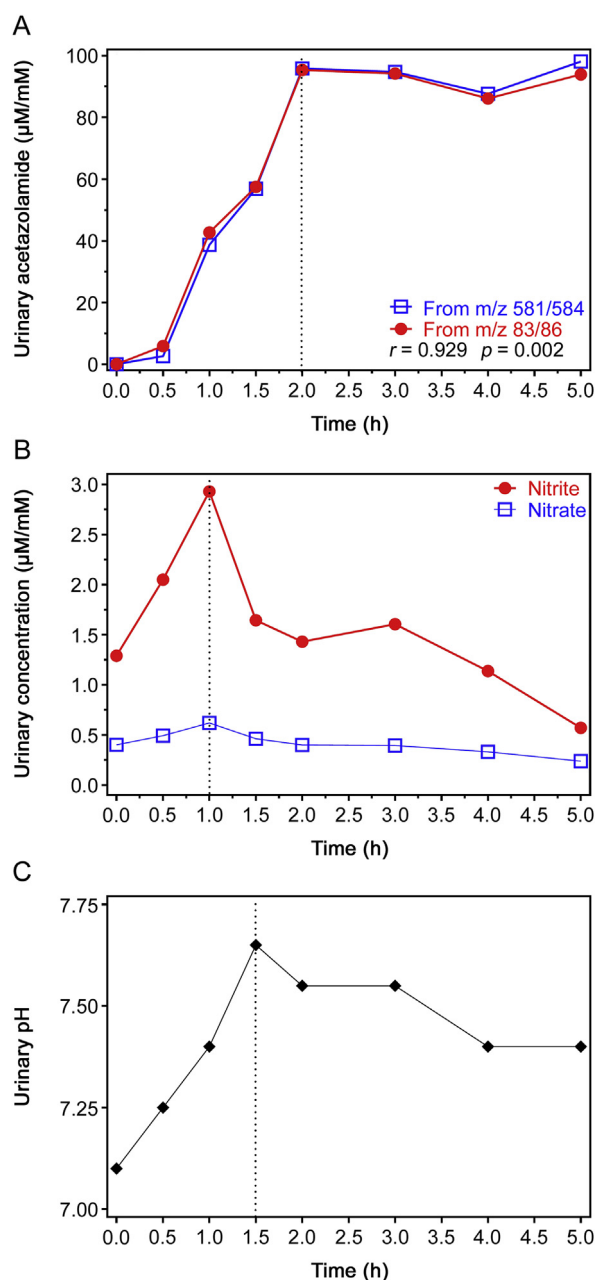 A
Urinary acetazolamide (µM/mM)
100
80
60
40
20
0
From m/z 581/584
From m/z 83/86
r = 0.929 p = 0.002
0.0 0.5 1.0 1.5 2.0 2.5 3.0 3.5 4.0 4.5 5.0
Time (h)
B
Urinary concentration (µM/mM)
3.0
2.5
2.0
1.5
1.0
0.5
0.0
Nitrite
Nitrate
0.0 0.5 1.0 1.5 2.0 2.5 3.0 3.5 4.0 4.5 5.0
Time (h)
C
Urinary pH
7.75
7.50
7.25
7.00
0.0 0.5 1.0 1.5 2.0 2.5 3.0 3.5 4.0 4.5 5.0
Time (h)